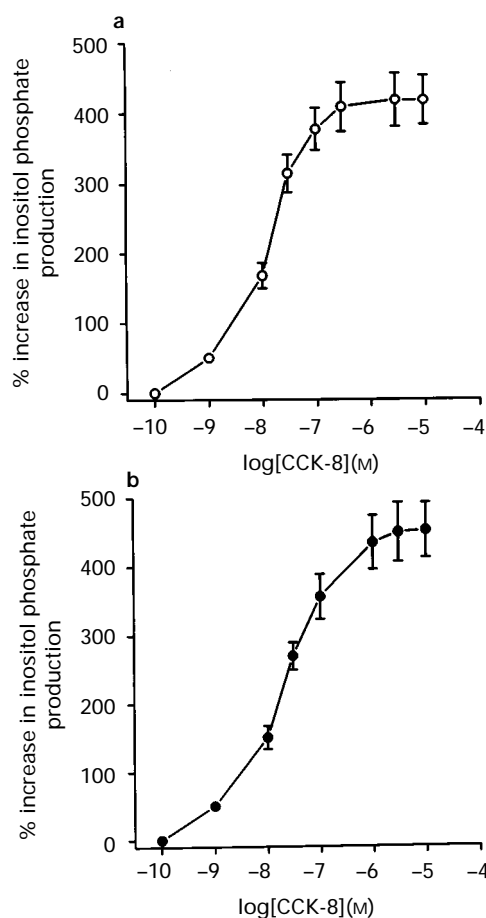 a
500
400
300
200
100
0
% increase in inositol phosphate
production
−10 −9 −8 −7 −6 −5 −4
log[CCK-8](M)
b
500
400
300
200
100
0
% increase in inositol phosphate
production
−10 −9 −8 −7 −6 −5 −4
log[CCK-8](M)